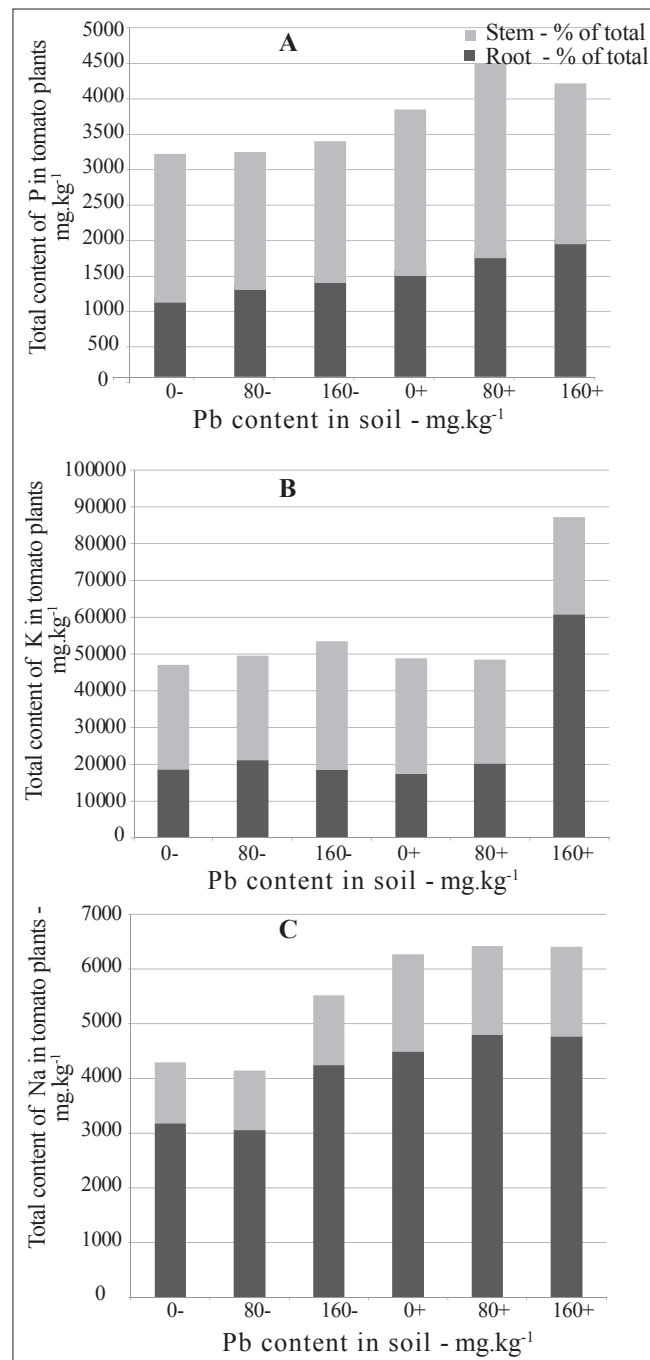 A
Stem - % of total
Root - % of total
Total content of P in tomato plants
mg.kg-1
5000
4500
4000
3500
3000
2500
2000
1500
1000
500
0
0- 80- 160- 0+ 80+ 160+
Pb content in soil - mg.kg-1
B
Total content of K in tomato plants
mg.kg-1
100000
90000
80000
70000
60000
50000
40000
30000
20000
10000
0
0- 80- 160- 0+ 80+ 160+
Pb content in soil - mg.kg-1
C
Total content of Na in tomato plants -
mg.kg-1
7000
6000
5000
4000
3000
2000
1000
0
0- 80- 160- 0+ 80+ 160+
Pb content in soil - mg.kg-1